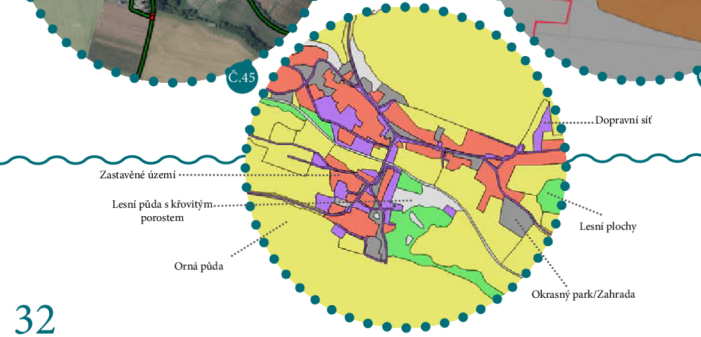 Č.45
Dopravní síť
Zastavěné území
Lesní půda s křovitým
porostem
Lesní plochy
Orná půda
Okrasný park/Zahrada
32